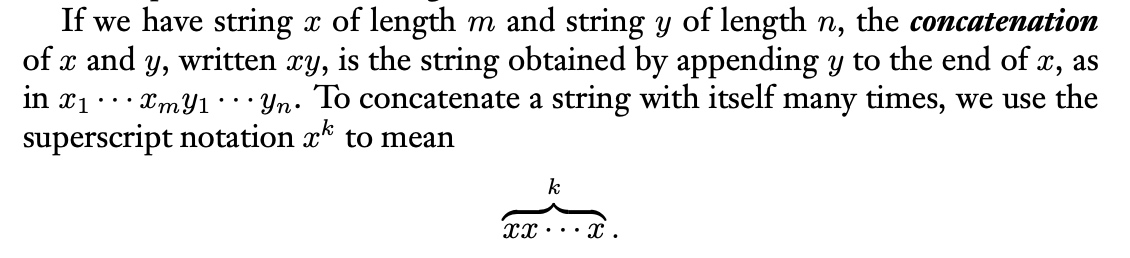 If we have string x of length m and string y of length n, the concatenation
of x and y, written xy, is the string obtained by appending y to the end of x, as
in x₁ ⋯ xₘy₁ ⋯ yₙ. To concatenate a string with itself many times, we use the
superscript notation xᵏ to mean
k
xx ⋯ x.